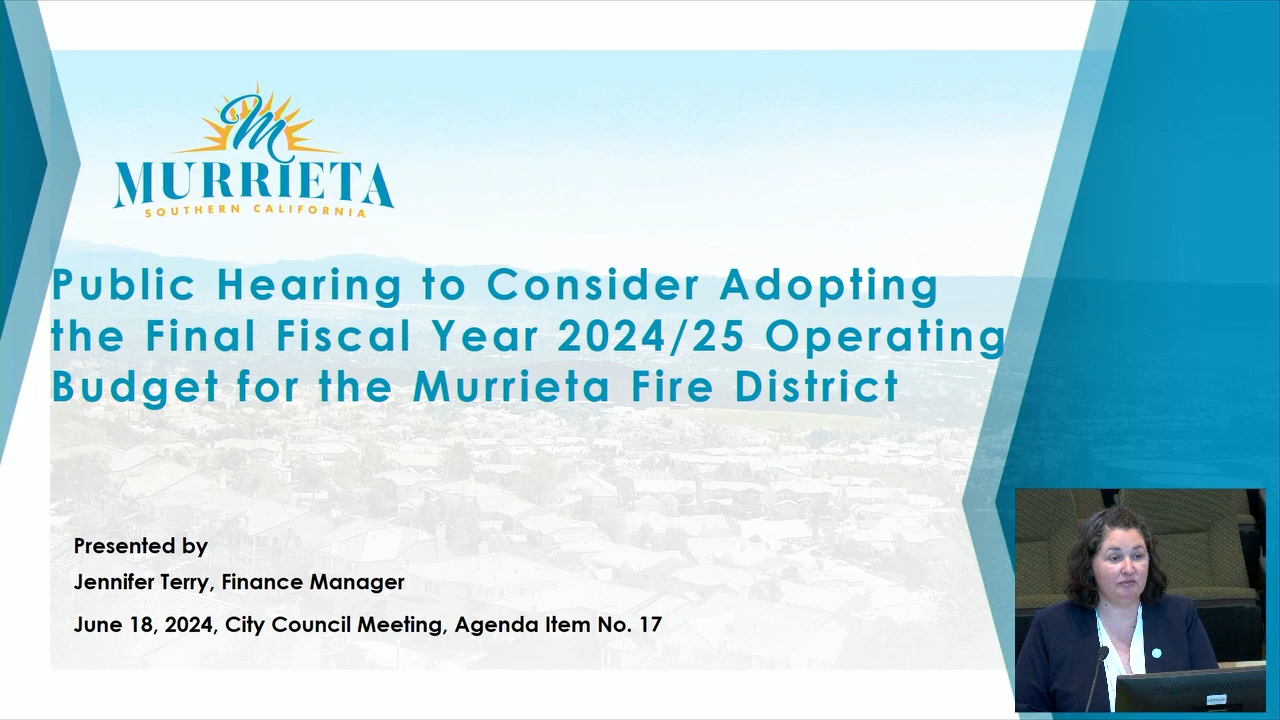 M
MURRIETA
SOUTHERN CALIFORNIA
Public Hearing to Consider Adopting
the Final Fiscal Year 2024/25 Operating
Budget for the Murrieta Fire District
Presented by
Jennifer Terry, Finance Manager
June 18, 2024, City Council Meeting, Agenda Item No. 17